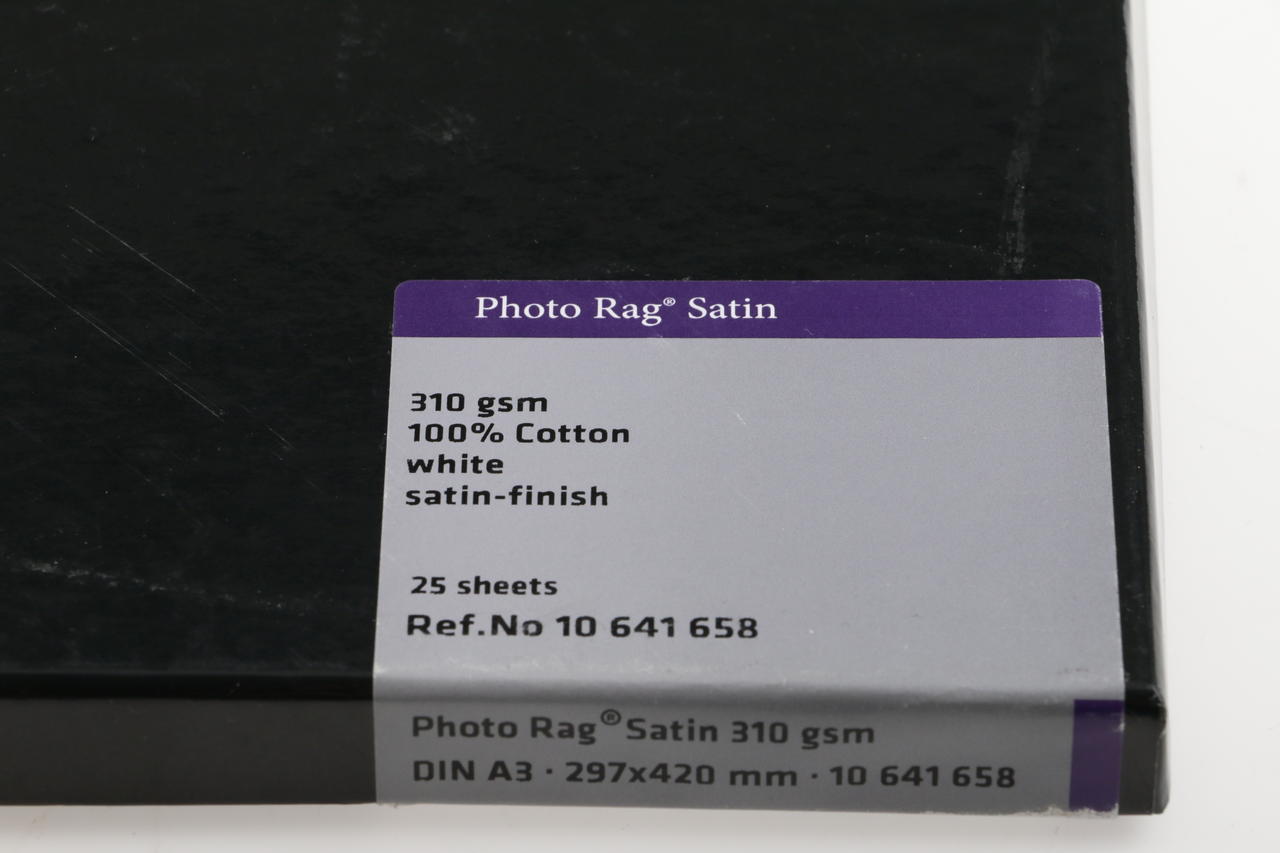 Photo Rag® Satin
310 gsm
100% Cotton
white
satin-finish
25 sheets
Ref.No 10 641 658
Photo Rag® Satin 310 gsm
DIN A3 · 297x420 mm · 10 641 658